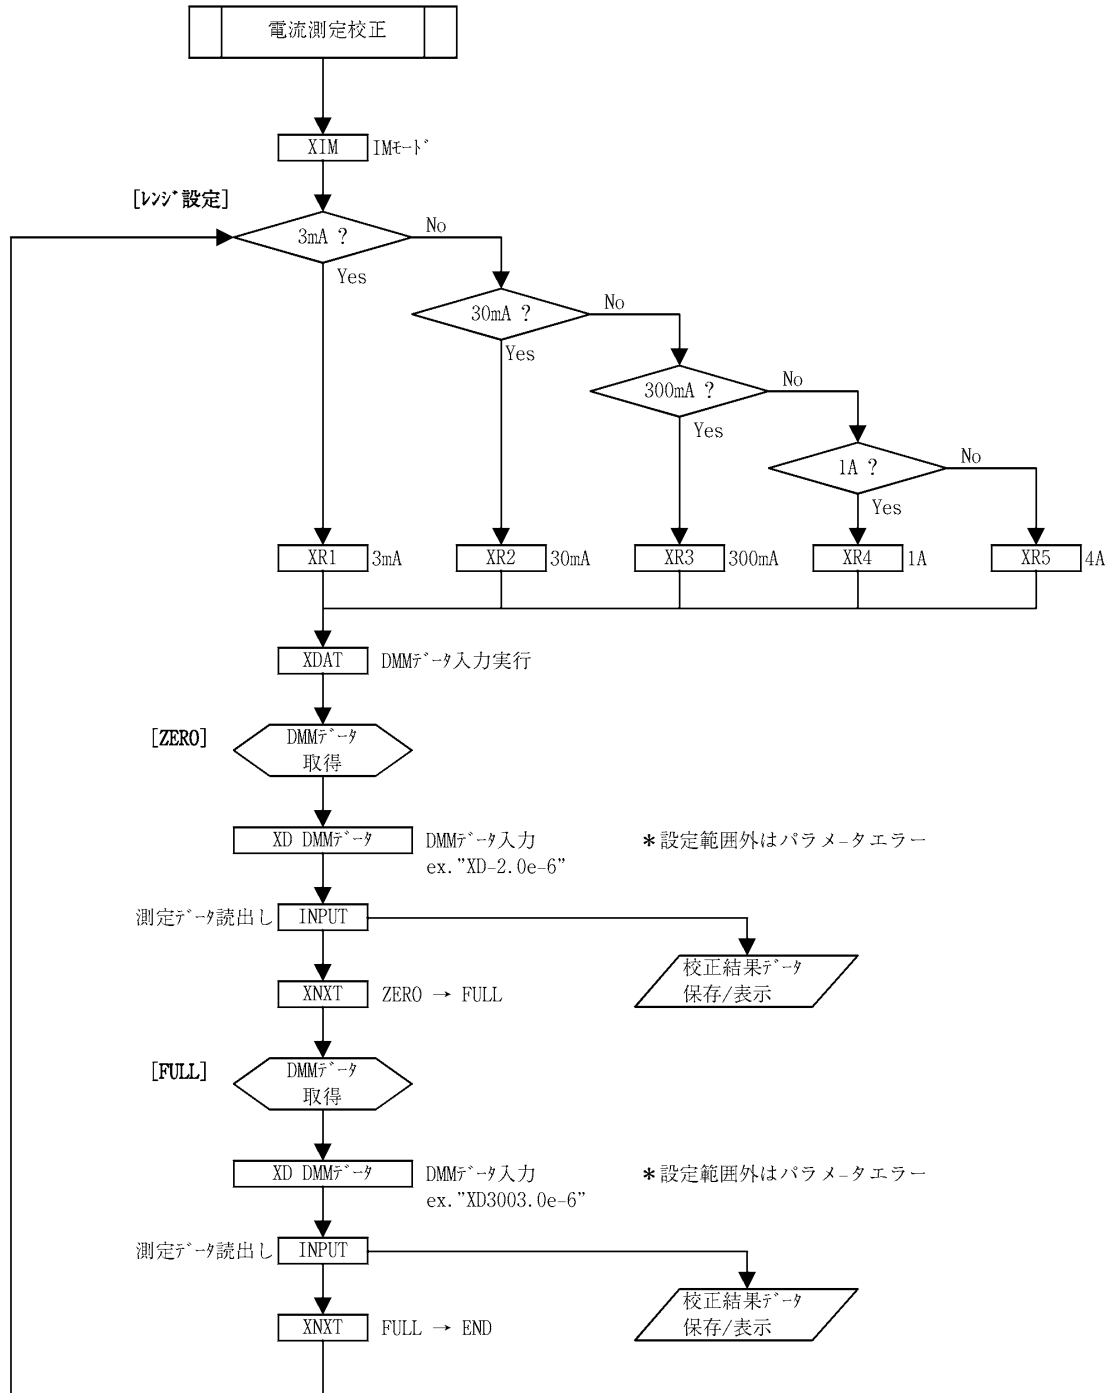 電流測定校正
XIM IMﾓｰﾄﾞ
[ﾚﾝｼﾞ設定]
3mA ? No
Yes
30mA ? No
Yes
300mA ? No
Yes
1A ? No
Yes
XR1 3mA XR2 30mA XR3 300mA XR4 1A XR5 4A
XDAT DMMﾃﾞｰﾀ入力実行
[ZERO] DMMﾃﾞｰﾀ
取得
XD DMMﾃﾞｰﾀ DMMﾃﾞｰﾀ入力 *設定範囲外はパラメｰタエラー
ex."XD-2.0e-6"
測定ﾃﾞｰﾀ読出し INPUT
校正結果ﾃﾞｰﾀ
保存/表示
XNXT ZERO → FULL
[FULL] DMMﾃﾞｰﾀ
取得
XD DMMﾃﾞｰﾀ DMMﾃﾞｰﾀ入力 *設定範囲外はパラメｰタエラー
ex."XD3003.0e-6"
測定ﾃﾞｰﾀ読出し INPUT
校正結果ﾃﾞｰﾀ
保存/表示
XNXT FULL → END